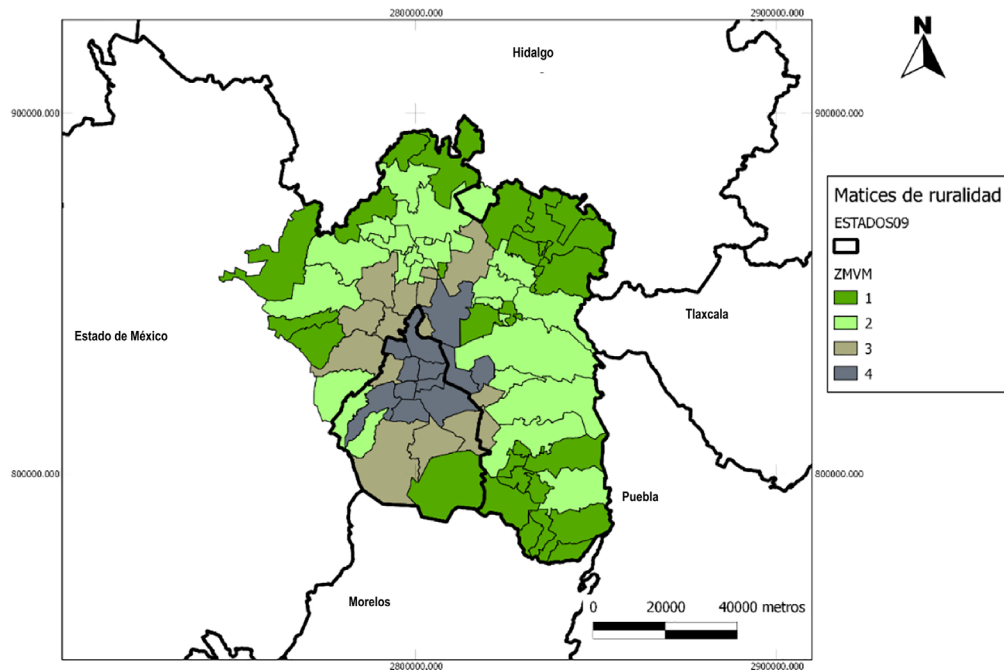 2800000.000
2900000.000
N
Hidalgo
900000.000
900000.000
Matices de ruralidad
ESTADOS09
ZMVM
1
2
3
4
Tlaxcala
Estado de México
800000.000
800000.000
Puebla
Morelos
0 20000 40000 metros
2800000.000
2900000.000